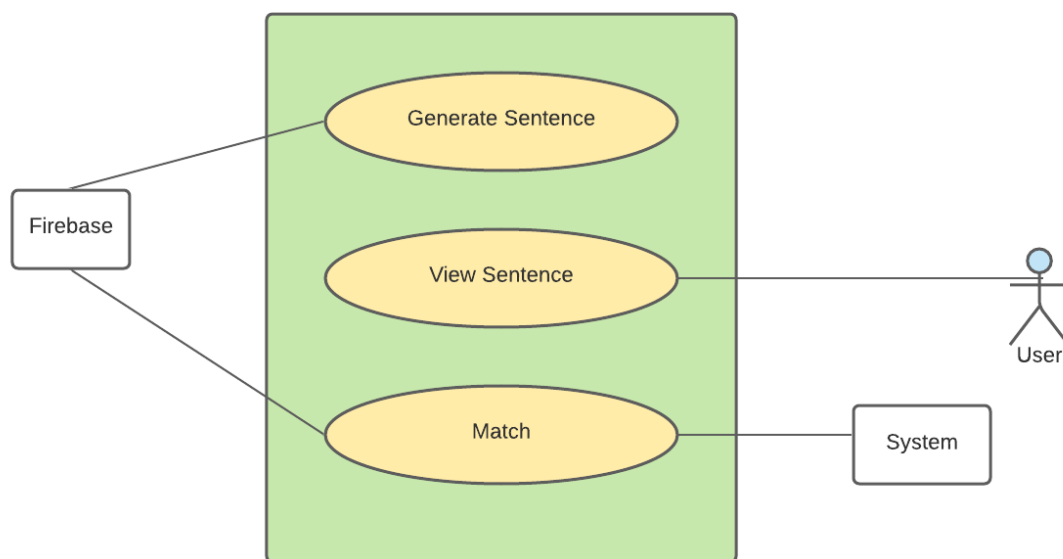 Generate Sentence
Firebase
View Sentence
User
Match
System